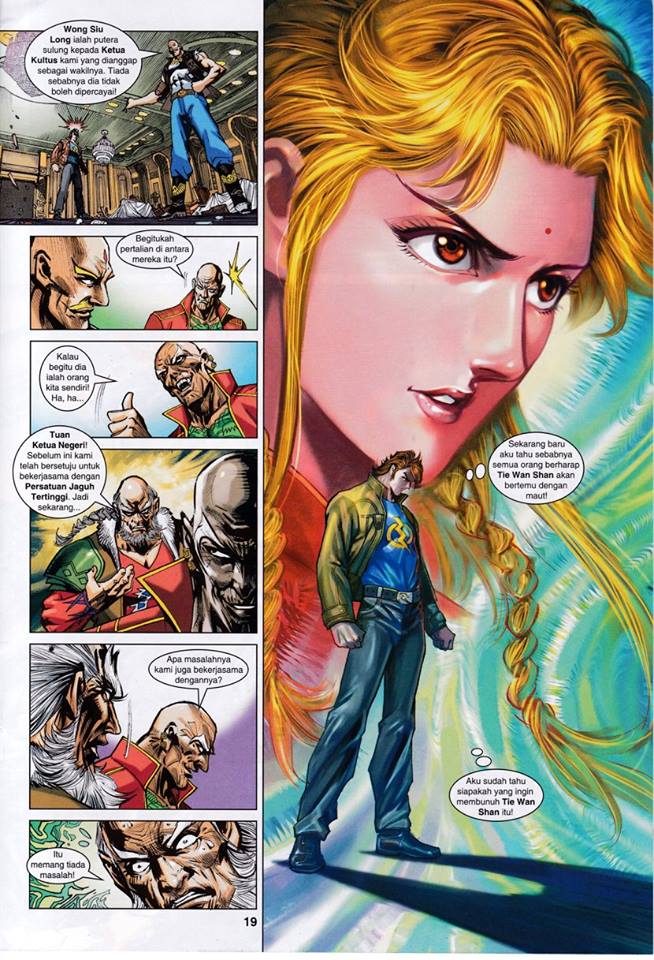 Wong Siu
Long ialah putera
sulung kepada Ketua
Kultus kami yang dianggap
sebagai wakilnya. Tiada
sebabnya dia tidak
boleh dipercayai!
Begitukah
pertalian di antara
mereka itu?
Kalau
begitu dia
ialah orang
kita sendiri!
Ha, ha...
Tuan
Ketua Negeri!
Sebelum ini kami
telah bersetuju untuk
bekerjasama dengan
Persatuan Jaguh
Tertinggi. Jadi
sekarang...
Apa masalahnya
kami juga bekerjasama
dengannya?
Itu
memang tiada
masalah!
19
Sekarang baru
aku tahu sebabnya
semua orang berharap
Tie Wan Shan akan
bertemu dengan
maut!
Aku sudah tahu
siapakah yang ingin
membunuh Tie Wan
Shan itu!